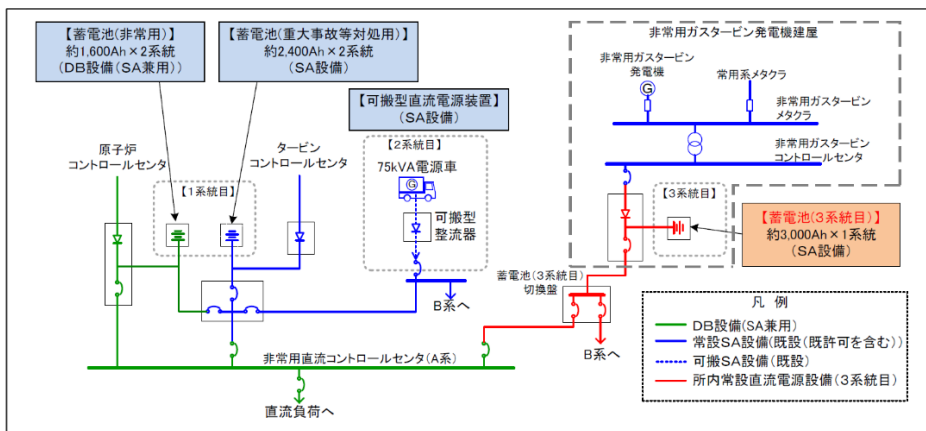 【蓄電池(非常用)】
約1,600Ah×2系統
(DB設備(SA兼用))
【蓄電池(重大事故等対処用)】
約2,400Ah×2系統
(SA設備)
【可搬型直流電源装置】
(SA設備)
非常用ガスタービン発電機建屋
非常用ガスタービン
発電機
G
常用系メタクラ
非常用ガスタービン
メタクラ
非常用ガスタービン
コントロールセンタ
原子炉
コントロールセンタ
タービン
コントロールセンタ
【1系統目】
【2系統目】
75kVA電源車
G
可搬型
整流器
B系へ
【3系統目】
【蓄電池(3系統目)】
約3,000Ah×1系統
(SA設備)
蓄電池(3系統目)
切換盤
B系へ
非常用直流コントロールセンタ(A系)
直流負荷へ
凡 例
DB設備(SA兼用)
常設SA設備(既設(既許可を含む))
可搬SA設備(既設)
所内常設直流電源設備(3系統目)